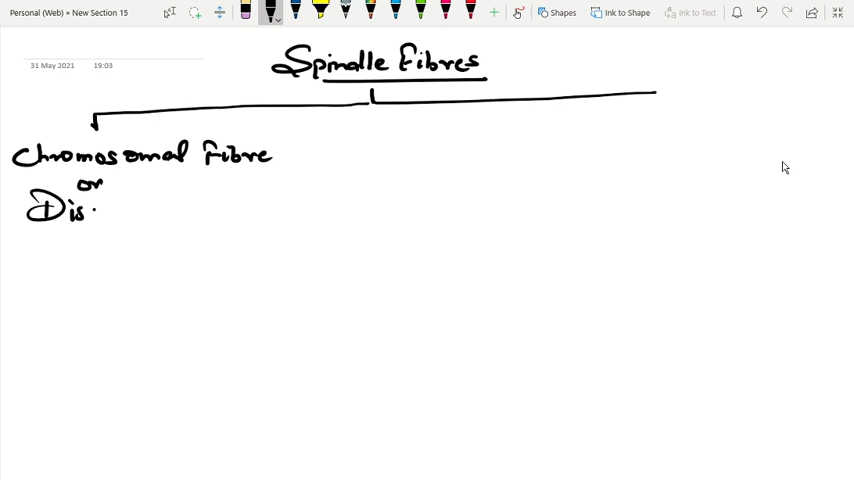 Personal (Web) » New Section 15
Shapes
Ink to Shape
Ink to Text
31 May 2021 19:03
Spindle Fibres
Chromosomal Fibre
or
Dis